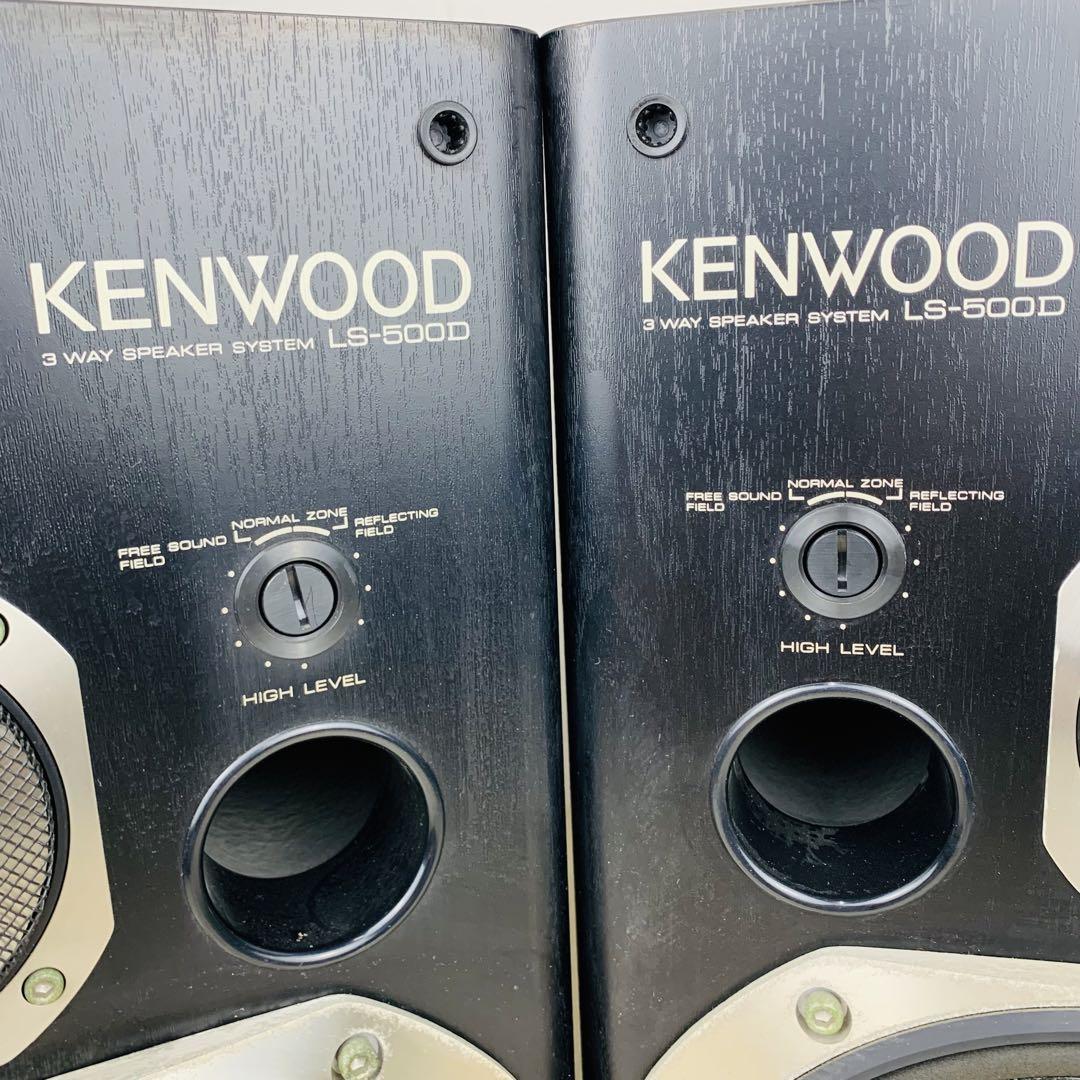 KENWOOD
3 WAY SPEAKER SYSTEM LS-500D
NORMAL ZONE
FREE SOUND
FIELD
REFLECTING
FIELD
HIGH LEVEL
KENWOOD
3 WAY SPEAKER SYSTEM LS-500D
NORMAL ZONE
FREE SOUND
FIELD
REFLECTING
FIELD
HIGH LEVEL